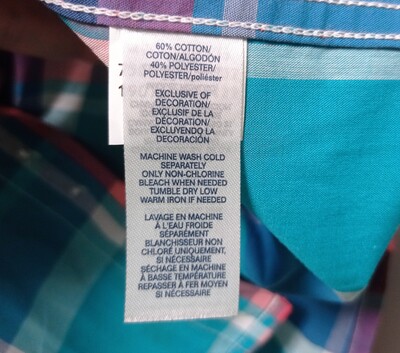 60% COTTON/
COTON/ALGODÓN
40% POLYESTER/
POLYESTER/poliéster
EXCLUSIVE OF
DECORATION/
EXCLUSIF DE LA
DÉCORATION/
EXCLUYENDO LA
DECORACIÓN
MACHINE WASH COLD
SEPARATELY
ONLY NON-CHLORINE
BLEACH WHEN NEEDED
TUMBLE DRY LOW
WARM IRON IF NEEDED
LAVAGE EN MACHINE
À L'EAU FROIDE
SÉPARÉMENT
BLANCHISSEUR NON
CHLORÉ UNIQUEMENT,
SI NÉCESSAIRE
SÉCHAGE EN MACHINE
À BASSE TEMPÉRATURE
REPASSER À FER MOYEN
SI NÉCESSAIRE